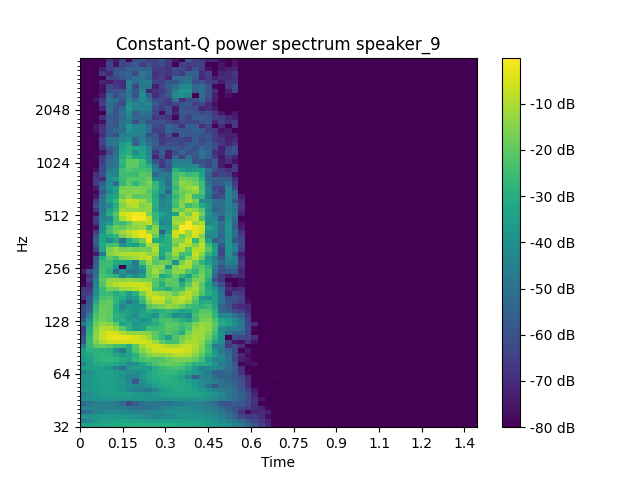 Constant-Q power spectrum speaker_9
Hz
2048
1024
512
256
128
64
32
0 0.15 0.3 0.45 0.6 0.75 0.9 1.1 1.2 1.4
Time
-10 dB
-20 dB
-30 dB
-40 dB
-50 dB
-60 dB
-70 dB
-80 dB